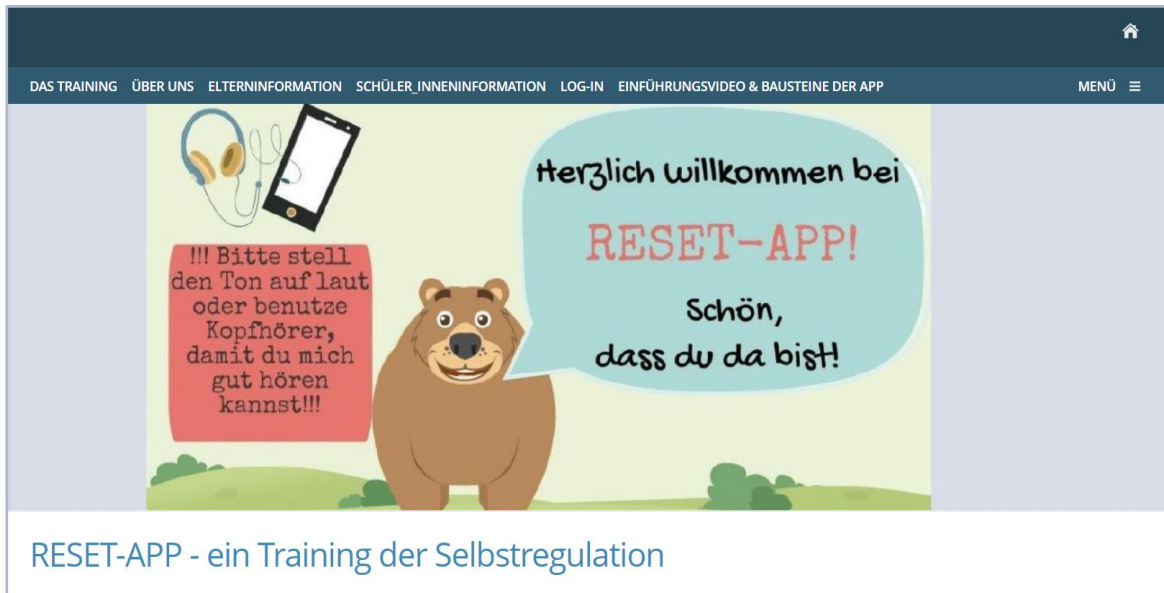 DAS TRAINING ÜBER UNS ELTERNINFORMATION SCHÜLER_INNENINFORMATION LOG-IN EINFÜHRUNGSVIDEO & BAUSTEINE DER APP MENÜ
!!! Bitte stell
den Ton auf laut
oder benutze
Kopfhörer,
damit du mich
gut hören
kannst!!!
Herzlich willkommen bei
RESET-APP!
Schön,
dass du da bist!
RESET-APP - ein Training der Selbstregulation